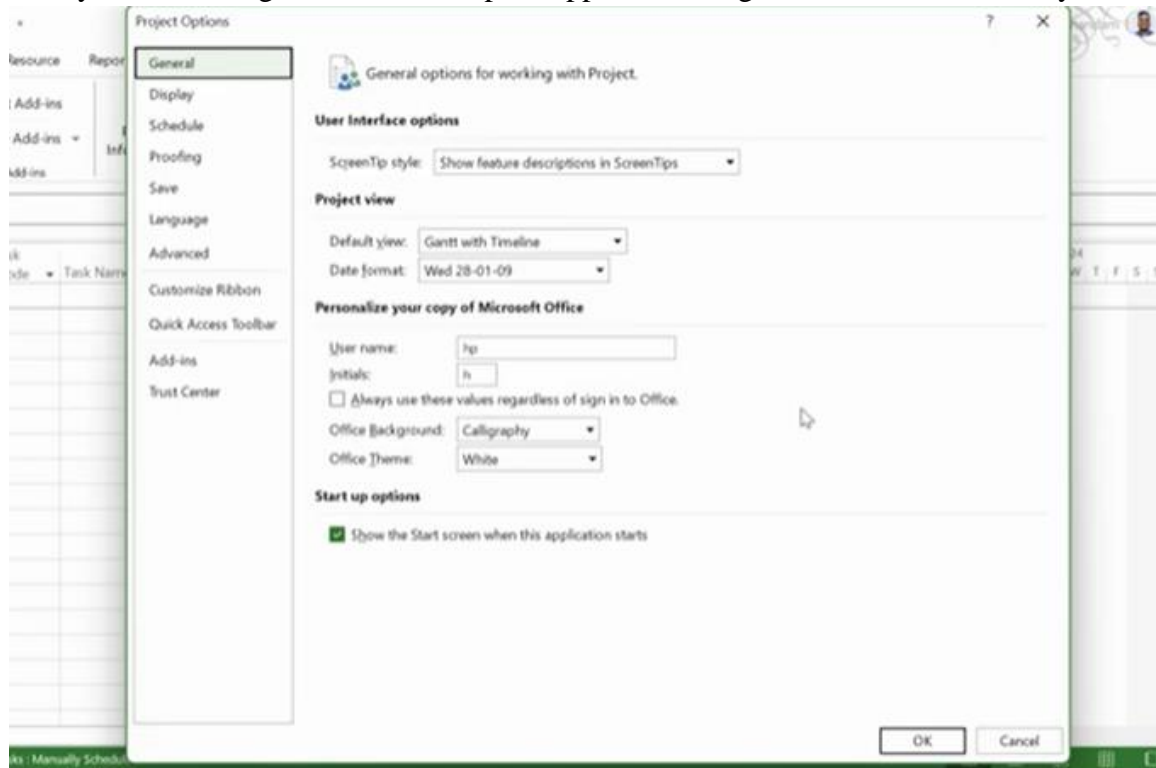 Project Options
General
Display
Schedule
Proofing
Save
Language
Advanced
Customize Ribbon
Quick Access Toolbar
Add-ins
Trust Center
General options for working with Project.
User Interface options
ScreenTip style: Show feature descriptions in ScreenTips
Project view
Default view: Gantt with Timeline
Date format: Wed 28-01-09
Personalize your copy of Microsoft Office
User name: hp
Initials: h
Always use these values regardless of sign in to Office.
Office Background: Calligraphy
Office Theme: White
Start up options
Show the Start screen when this application starts
OK Cancel
Resource Repor
Add-ins
Add-ins
Add-ins
Task Nam
W T F S
Manually Schedul